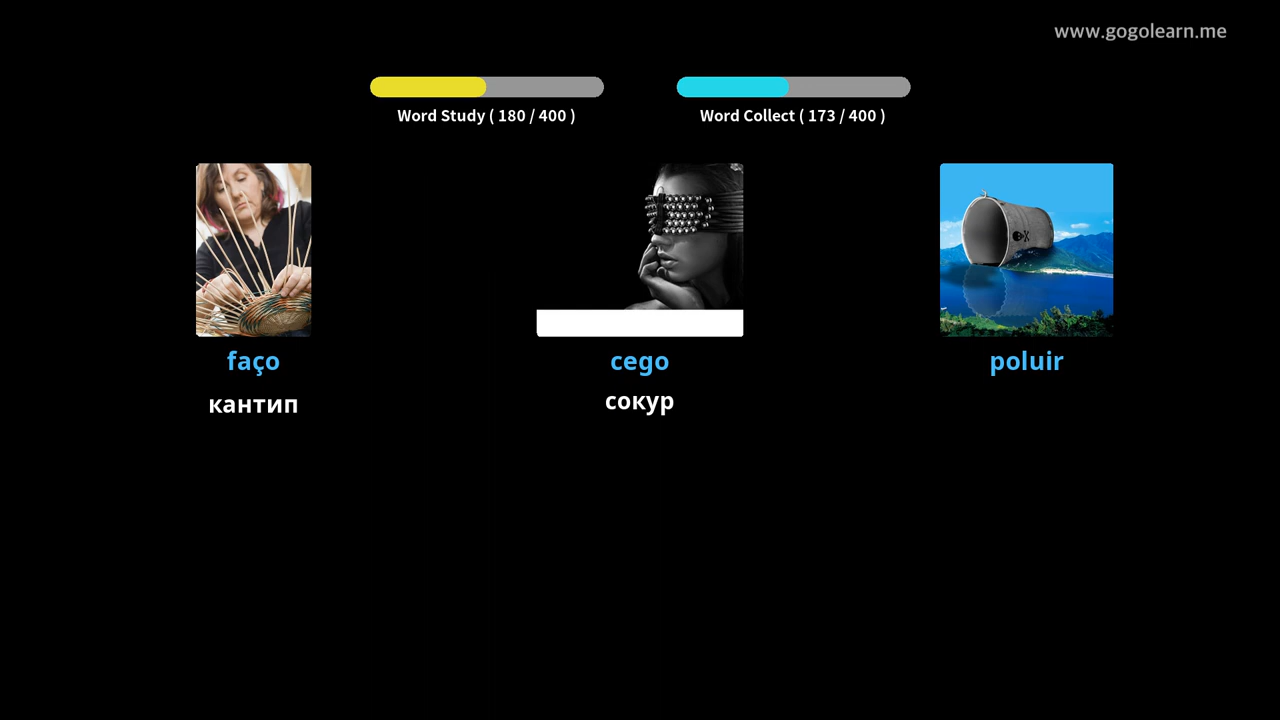 www.gogolearn.me
Word Study ( 180 / 400 )
Word Collect ( 173 / 400 )
faço
cego
poluir
кантип
сокур